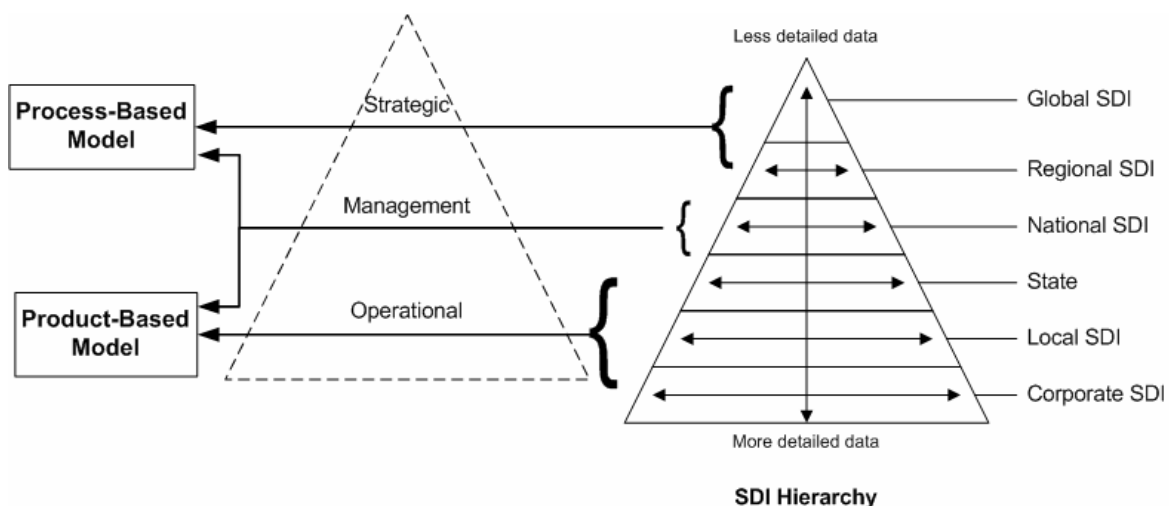 Less detailed data
Process-Based
Model
Strategic
Global SDI
Regional SDI
Management
National SDI
State
Product-Based
Model
Operational
Local SDI
Corporate SDI
More detailed data
SDI Hierarchy